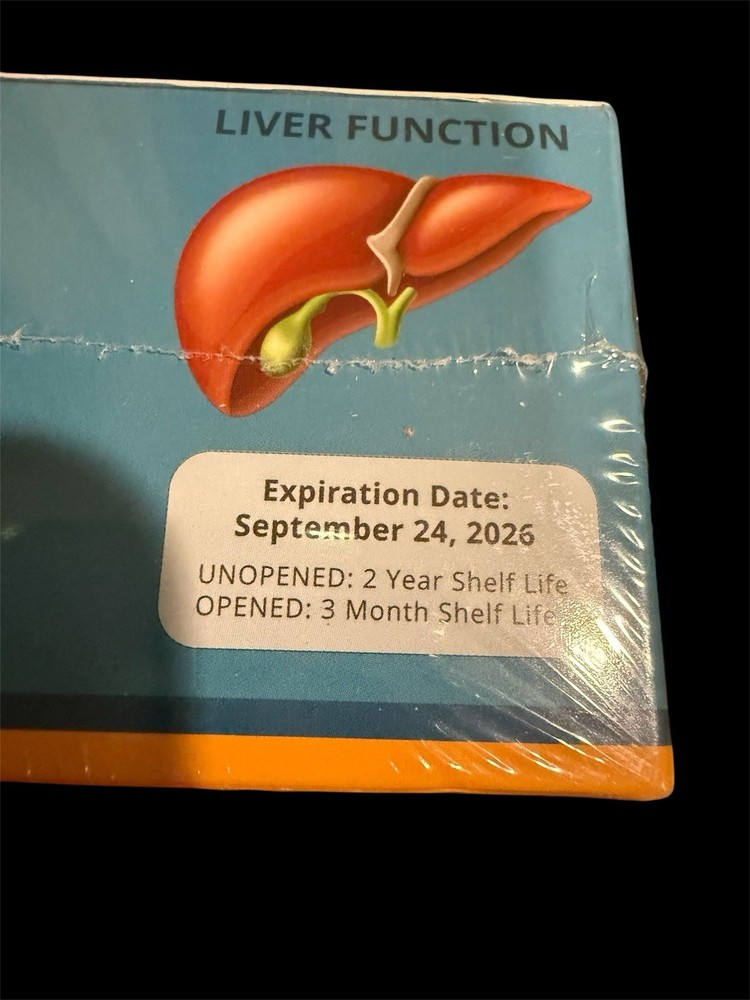 LIVER FUNCTION
Expiration Date:
September 24, 2026
UNOPENED: 2 Year Shelf Life
OPENED: 3 Month Shelf Life